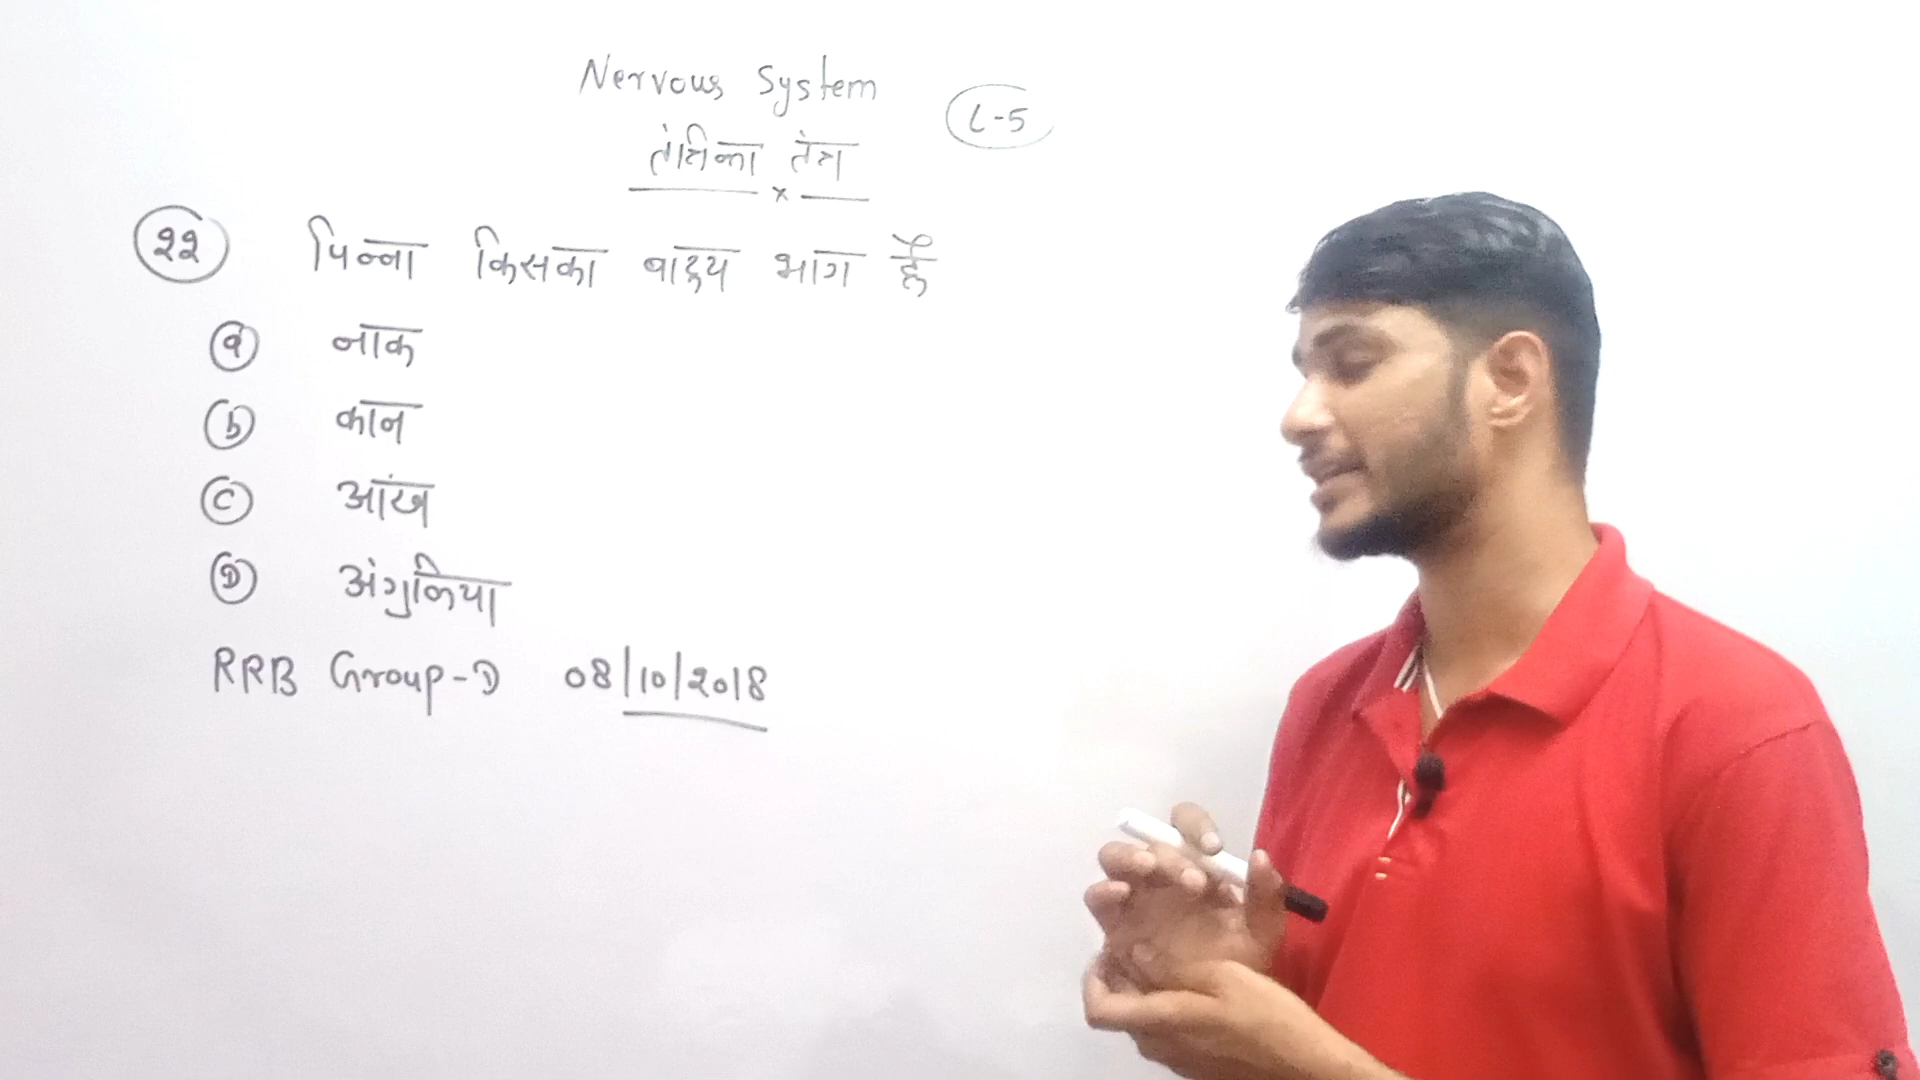 Nervous System
L-5
तंत्रिका तंत्र
22 पिन्ना किसका बाह्य भाग है
a नाक
b कान
c आंख
D अंगुलिया
RRB Group-D 08/10/2018